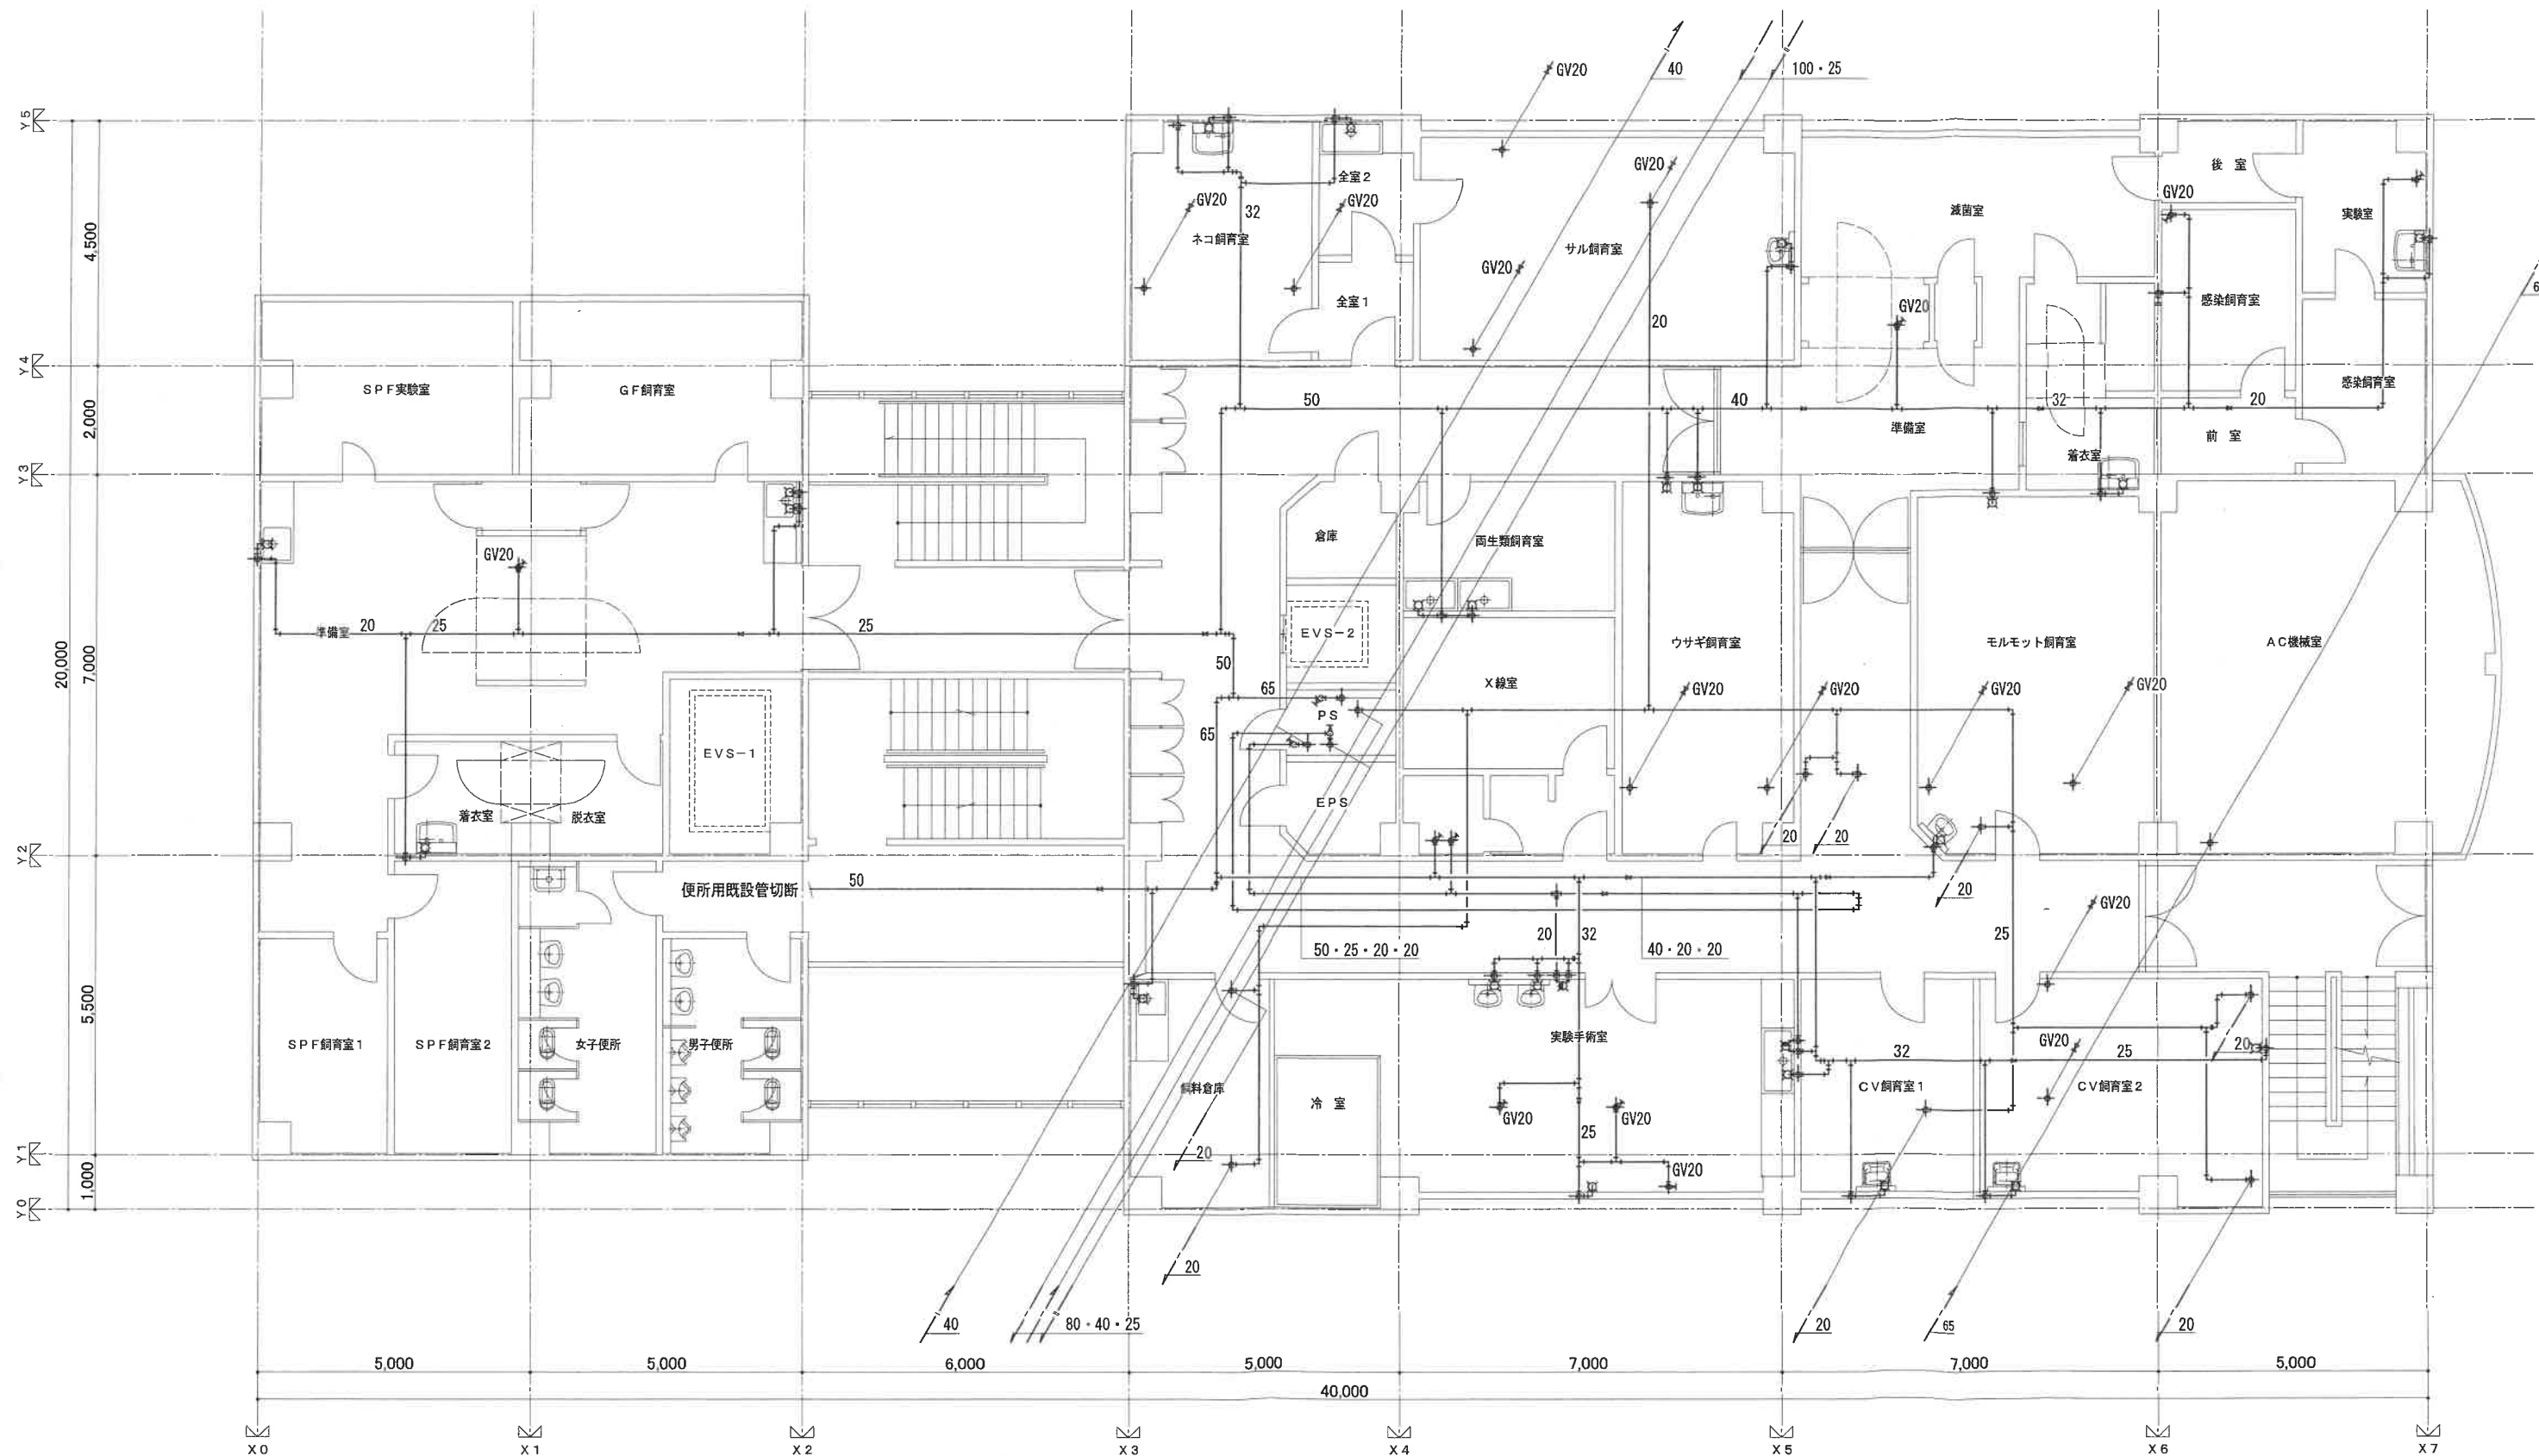 GV20
40
100・25
Y5
後 室
GV20
全室2
GV20
GV20
GV20
4,500
32
滅菌室
実験室
ネコ飼育室
サル飼育室
GV20
6
全室1
GV20
感染飼育室
20
Y4
SPF実験室
GF飼育室
感染飼育室
50
40
32
20
2,000
準備室
前 室
着衣室
Y3
倉庫
両生類飼育室
GV20
準備室
20
25
25
EVS-2
ウサギ飼育室
モルモット飼育室
AC機械室
20,000
7,000
50
X線室
65
GV20
GV20
GV20
GV20
PS
65
EVS-1
EPS
着衣室
脱衣室
20
20
Y2
便所用既設管切断
50
20
GV20
20
32
25
50・25・20・20
40・20・20
5,500
SPF飼育室1
SPF飼育室2
女子便所
男子便所
実験手術室
GV20
20
32
25
飼料倉庫
冷 室
CV飼育室1
CV飼育室2
GV20
GV20
25
Y1
20
GV20
1,000
Y0
20
40
80・40・25
20
65
20
5,000
5,000
6,000
5,000
7,000
7,000
5,000
40,000
X0
X1
X2
X3
X4
X5
X6
X7